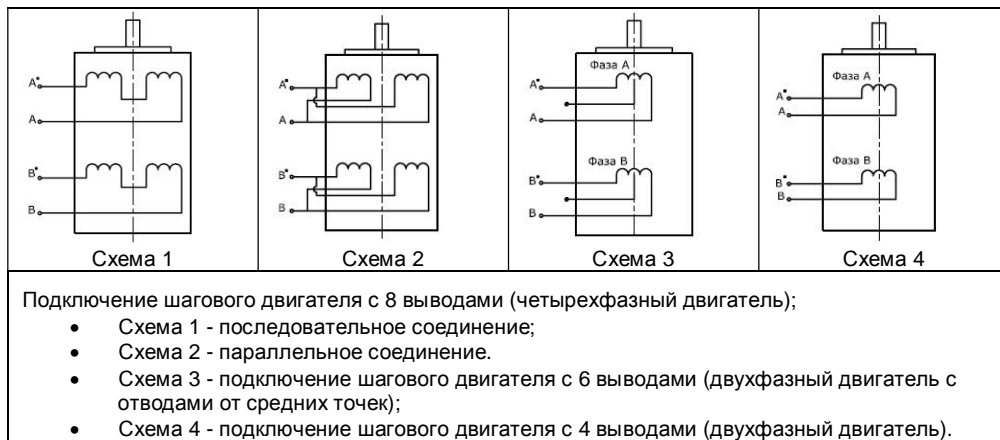 A*
A
B*
B
Схема 1
A*
A
B*
B
Схема 2
Фаза A
A*
A
Фаза B
B*
B
Схема 3
Фаза A
A*
A
Фаза B
B*
B
Схема 4
Подключение шагового двигателя с 8 выводами (четырехфазный двигатель);
• Схема 1 - последовательное соединение;
• Схема 2 - параллельное соединение.
• Схема 3 - подключение шагового двигателя с 6 выводами (двухфазный двигатель с
отводами от средних точек);
• Схема 4 - подключение шагового двигателя с 4 выводами (двухфазный двигатель).